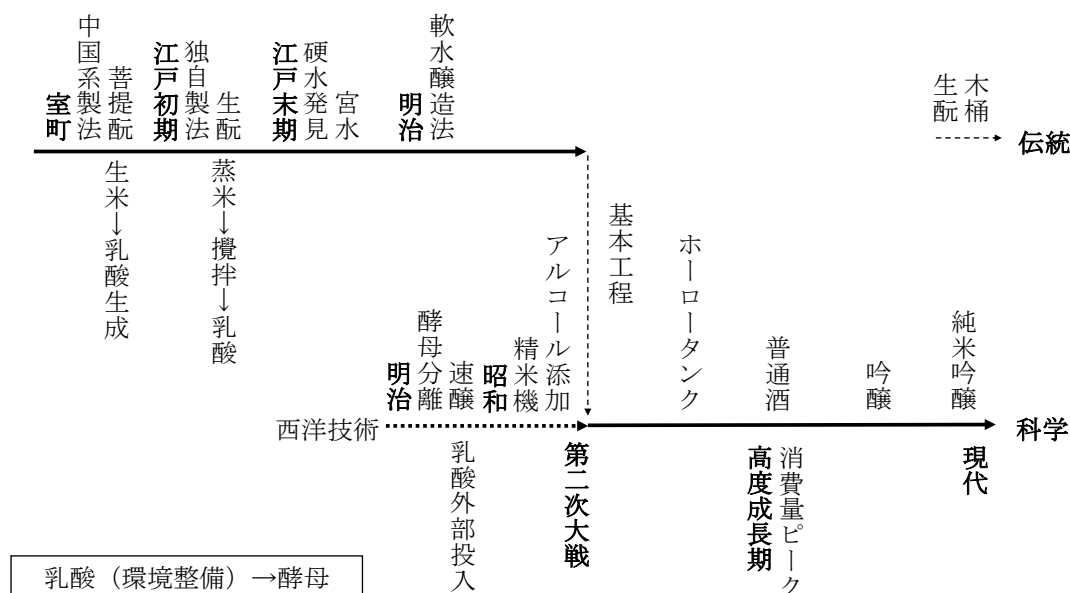 室町
中国系製法
菩提酛
江戸初期
独自製法
生酛
江戸末期
硬水発見
宮水
明治
軟水醸造法
生酛
木桶
伝統
生米→乳酸生成
蒸米→攪拌→乳酸
基本工程
明治
酵母分離
速醸
昭和
精米機
アルコール添加
ホーロータンク
普通酒
吟醸
純米吟醸
西洋技術
科学
乳酸外部投入
第二次大戦
高度成長期
消費量ピーク
現代
乳酸（環境整備）→酵母